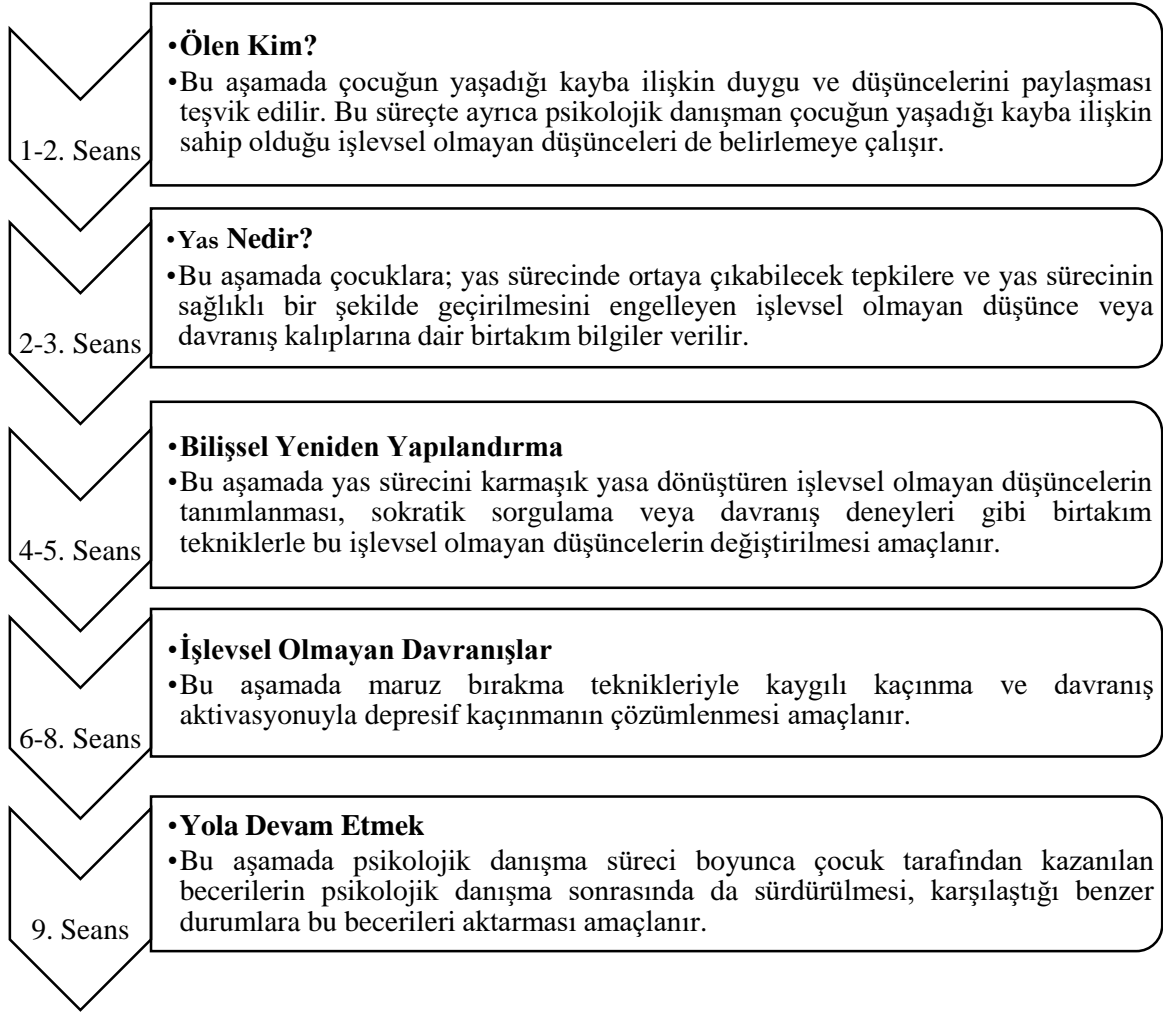 •Ölen Kim?
•Bu aşamada çocuğun yaşadığı kayba ilişkin duygu ve düşüncelerini paylaşması
teşvik edilir. Bu süreçte ayrıca psikolojik danışman çocuğun yaşadığı kayba ilişkin
sahip olduğu işlevsel olmayan düşünceleri de belirlemeye çalışır.
1-2. Seans
•Yas Nedir?
•Bu aşamada çocuklara; yas sürecinde ortaya çıkabilecek tepkilere ve yas sürecinin
sağlıklı bir şekilde geçirilmesini engelleyen işlevsel olmayan düşünce veya
davranış kalıplarına dair birtakım bilgiler verilir.
2-3. Seans
•Bilişsel Yeniden Yapılandırma
•Bu aşamada yas sürecini karmaşık yasa dönüştüren işlevsel olmayan düşüncelerin
tanımlanması, sokratik sorgulama veya davranış deneyleri gibi birtakım
tekniklerle bu işlevsel olmayan düşüncelerin değiştirilmesi amaçlanır.
4-5. Seans
•İşlevsel Olmayan Davranışlar
•Bu aşamada maruz bırakma teknikleriyle kaygılı kaçınma ve davranış
aktivasyonuyla depresif kaçınmanın çözümlenmesi amaçlanır.
6-8. Seans
•Yola Devam Etmek
•Bu aşamada psikolojik danışma süreci boyunca çocuk tarafından kazanılan
becerilerin psikolojik danışma sonrasında da sürdürülmesi, karşılaştığı benzer
durumlara bu becerileri aktarması amaçlanır.
9. Seans